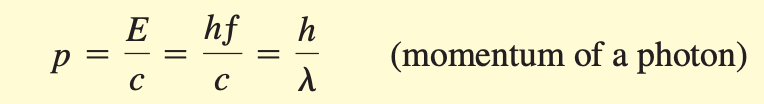 p = E/c = hf/c = h/λ (momentum of a photon)